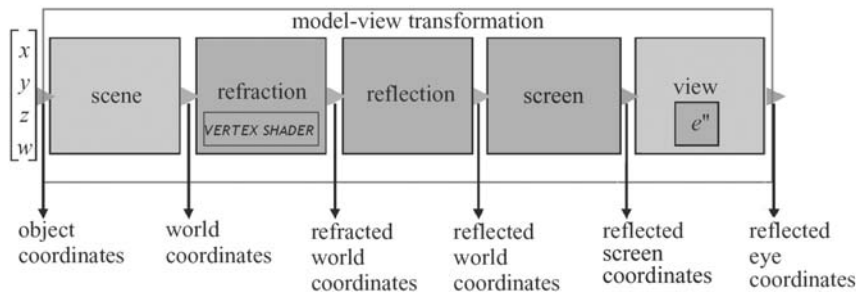 model-view transformation
x
y
z
w
scene
refraction
VERTEX SHADER
reflection
screen
view
e"
object
coordinates
world
coordinates
refracted
world
coordinates
reflected
world
coordinates
reflected
screen
coordinates
reflected
eye
coordinates